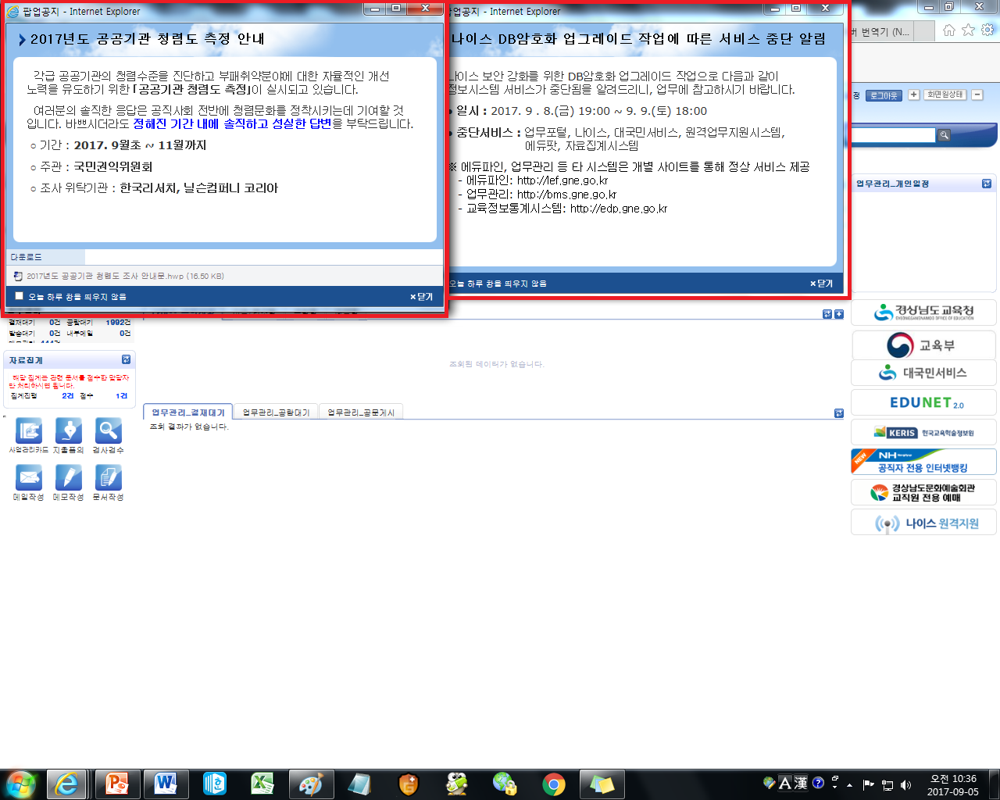 팝업공지 - Internet Explorer
2017년도 공공기관 청렴도 측정 안내
각급 공공기관의 청렴수준을 진단하고 부패취약분야에 대한 자율적인 개선
노력을 유도하기 위한 「공공기관 청렴도 측정」이 실시되고 있습니다.
여러분의 솔직한 응답은 공직사회 전반에 청렴문화를 정착시키는데 기여할 것
입니다. 바쁘시더라도 정해진 기간 내에 솔직하고 성실한 답변을 부탁드립니다.
○ 기간 : 2017. 9월초 ~ 11월까지
○ 주관 : 국민권익위원회
○ 조사 위탁기관 : 한국리서치, 닐슨컴퍼니 코리아
다운로드
2017년도 공공기관 청렴도 조사 안내문.hwp (16.50 KB)
오늘 하루 창을 띄우지 않음
×닫기
팝업공지 - Internet Explorer
나이스 DB암호화 업그레이드 작업에 따른 서비스 중단 알림
나이스 보안 강화를 위한 DB암호화 업그레이드 작업으로 다음과 같이
정보시스템 서비스가 중단됨을 알려드리니, 업무에 참고하시기 바랍니다.
● 일시 : 2017. 9 . 8.(금) 19:00 ~ 9. 9.(토) 18:00
● 중단서비스 : 업무포털, 나이스, 대국민서비스, 원격업무지원시스템,
에듀팟, 자료집계시스템
※ 에듀파인, 업무관리 등 타 시스템은 개별 사이트를 통해 정상 서비스 제공
- 에듀파인: http://lef.gne.go.kr
- 업무관리: http://bms.gne.go.kr
- 교육정보통계시스템: http://edp.gne.go.kr
오늘 하루 창을 띄우지 않음
×닫기
버 번역기 (N...
정 로그아웃 + 화면원상태 -
업무관리_개인일정
경상남도교육청
GYEONGSANGNAMDO OFFICE OF EDUCATION
교육부
대국민서비스
EDUNET 2.0
KERIS 한국교육학술정보원
NEW
NH
공직자 전용 인터넷뱅킹
경상남도문화예술회관
교직원 전용 예매
나이스 원격지원
결재대기 0건 공람대기 1992건
발송대기 0건 내부메일 0건
자료집계
해당 집계는 관련 문서를 접수한 담당자
만 처리하시면 됩니다.
집계진행 2건 접수 1건
사업관리카드 지출품의 검사검수
메일작성 메모작성 문서작성
조회된 데이터가 없습니다.
업무관리_결재대기 업무관리_공람대기 업무관리_공문게시
조회 결과가 없습니다.
A 漢
오전 10:36
2017-09-05